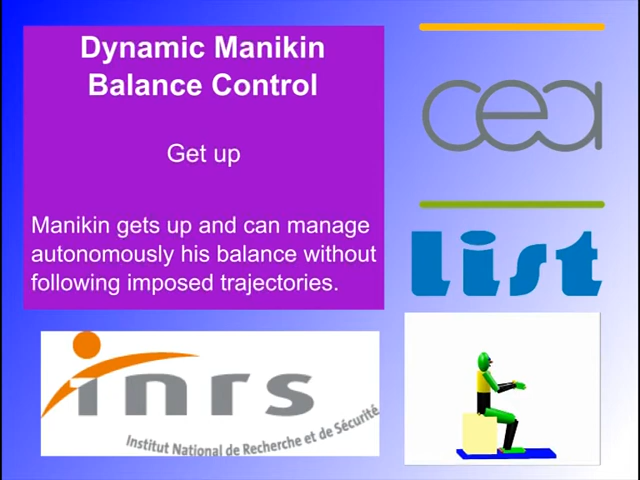 Dynamic Manikin
Balance Control
Get up
Manikin gets up and can manage
autonomously his balance without
following imposed trajectories.
cea
list
inrs
Institut National de Recherche et de Sécurité